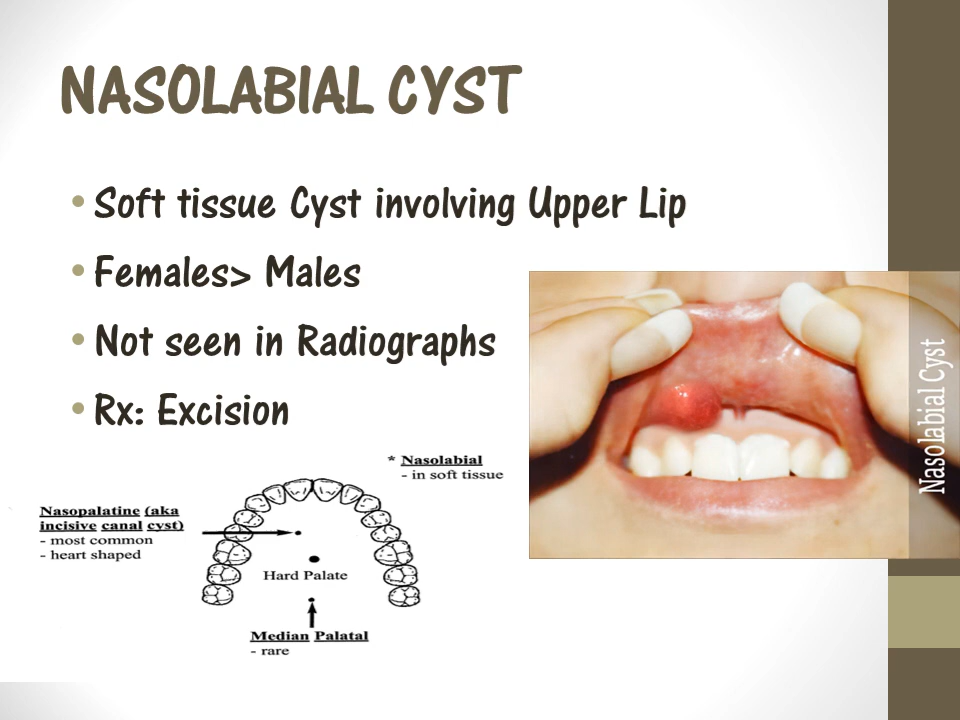 NASOLABIAL CYST
• Soft tissue Cyst involving Upper Lip
• Females> Males
• Not seen in Radiographs
• Rx: Excision
* Nasolabial
- in soft tissue
Nasopalatine (aka
incisive canal cyst)
- most common
- heart shaped
Hard Palate
Median Palatal
- rare
Nasolabial Cyst